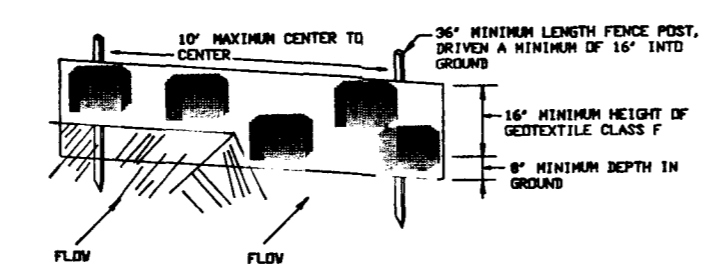 10' MAXIMUM CENTER TO
CENTER
36" MINIMUM LENGTH FENCE POST,
DRIVEN A MINIMUM OF 16" INTO
GROUND
16" MINIMUM HEIGHT OF
GEOTEXTILE CLASS F
8" MINIMUM DEPTH IN
GROUND
FLOW
FLOW